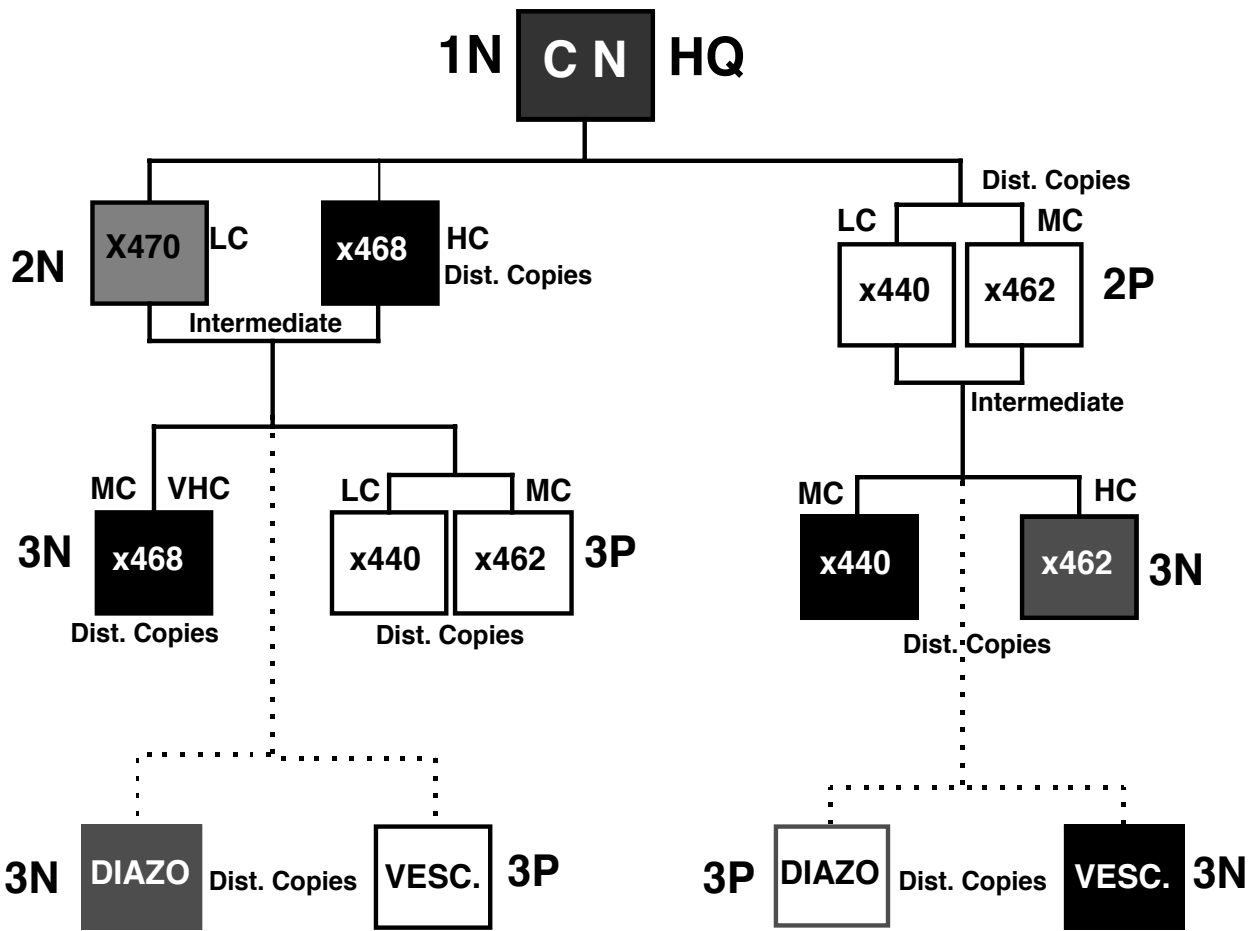 1N C N HQ
Dist. Copies
LC MC
2N X470 LC x468 HC
Dist. Copies
x440 x462 2P
Intermediate
Intermediate
MC VHC LC MC
MC HC
3N x468 x440 x462 3P
x440 x462 3N
Dist. Copies Dist. Copies
Dist. Copies
3N DIAZO Dist. Copies VESC. 3P
3P DIAZO Dist. Copies VESC. 3N